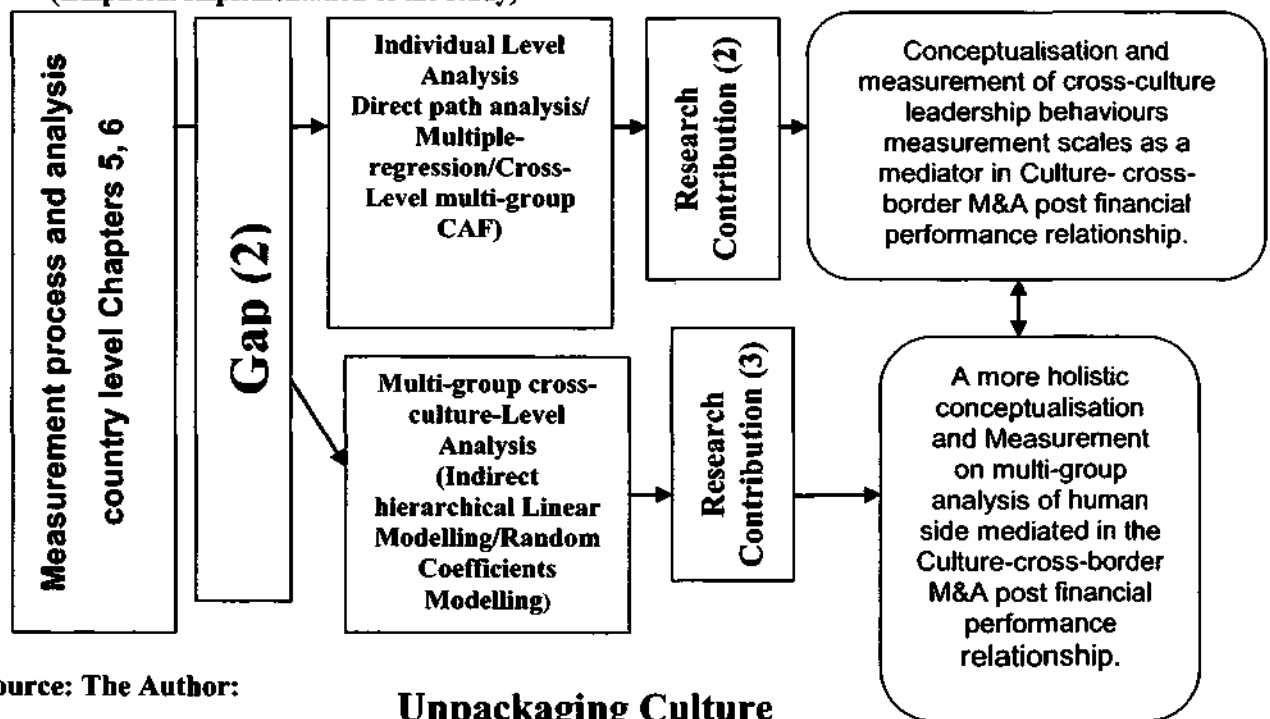 Measurement process and analysis
country level Chapters 5, 6
Gap (2)
Individual Level
Analysis
Direct path analysis/
Multiple-
regression/Cross-
Level multi-group
CAF)
Research
Contribution (2)
Conceptualisation and
measurement of cross-culture
leadership behaviours
measurement scales as a
mediator in Culture- cross-
border M&A post financial
performance relationship.
Multi-group cross-
culture-Level
Analysis
(Indirect
hierarchical Linear
Modelling/Random
Coefficients
Modelling)
Research
Contribution (3)
A more holistic
conceptualisation
and Measurement
on multi-group
analysis of human
side mediated in the
Culture-cross-border
M&A post financial
performance
relationship.
ource: The Author:
Unpackaging Culture